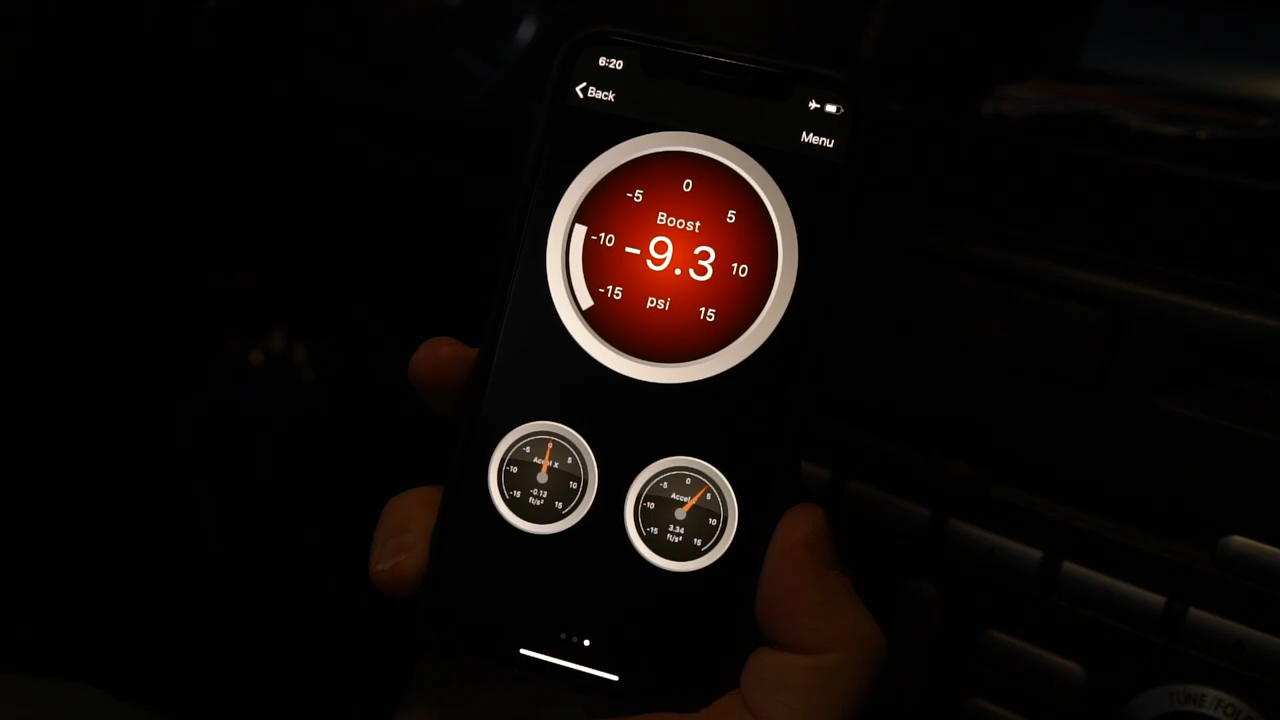 6:20
Back
Menu
0
-5
5
Boost
-10
-9.3
10
-15
psi
15
0
-5
5
Accel X
-10
10
-0.13
-15
15
ft/s²
0
-5
5
Accel
-10
10
3.34
-15
15
ft/s²
TUNE/FOLD